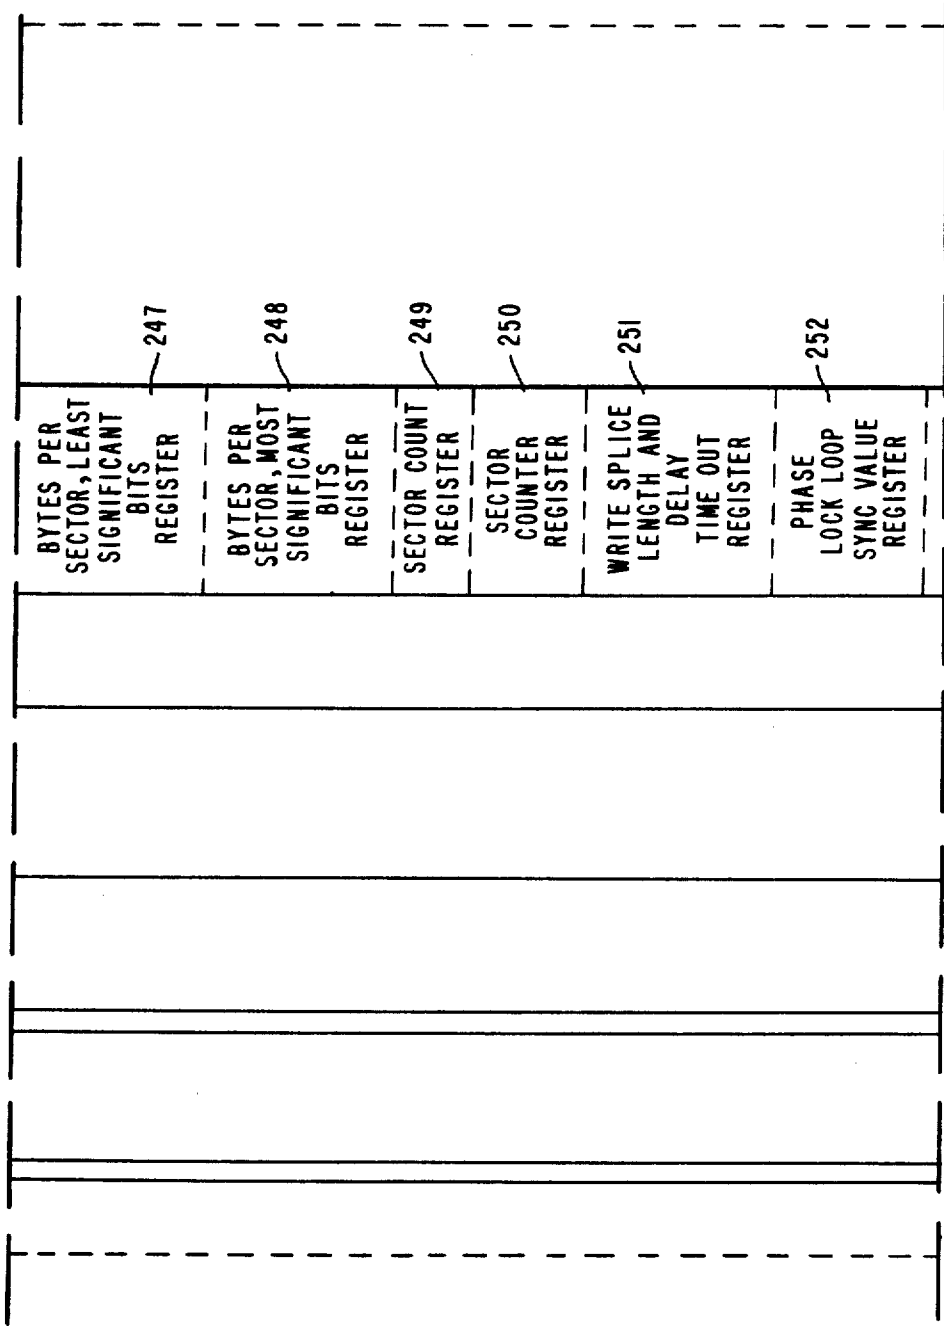 BYTES PER
SECTOR, LEAST
SIGNIFICANT
BITS
REGISTER
247
BYTES PER
SECTOR, MOST
SIGNIFICANT
BITS
REGISTER
248
SECTOR COUNT
REGISTER
249
SECTOR
COUNTER
REGISTER
250
WRITE SPLICE
LENGTH AND
DELAY
TIME OUT
REGISTER
251
PHASE
LOCK LOOP
SYNC VALUE
REGISTER
252